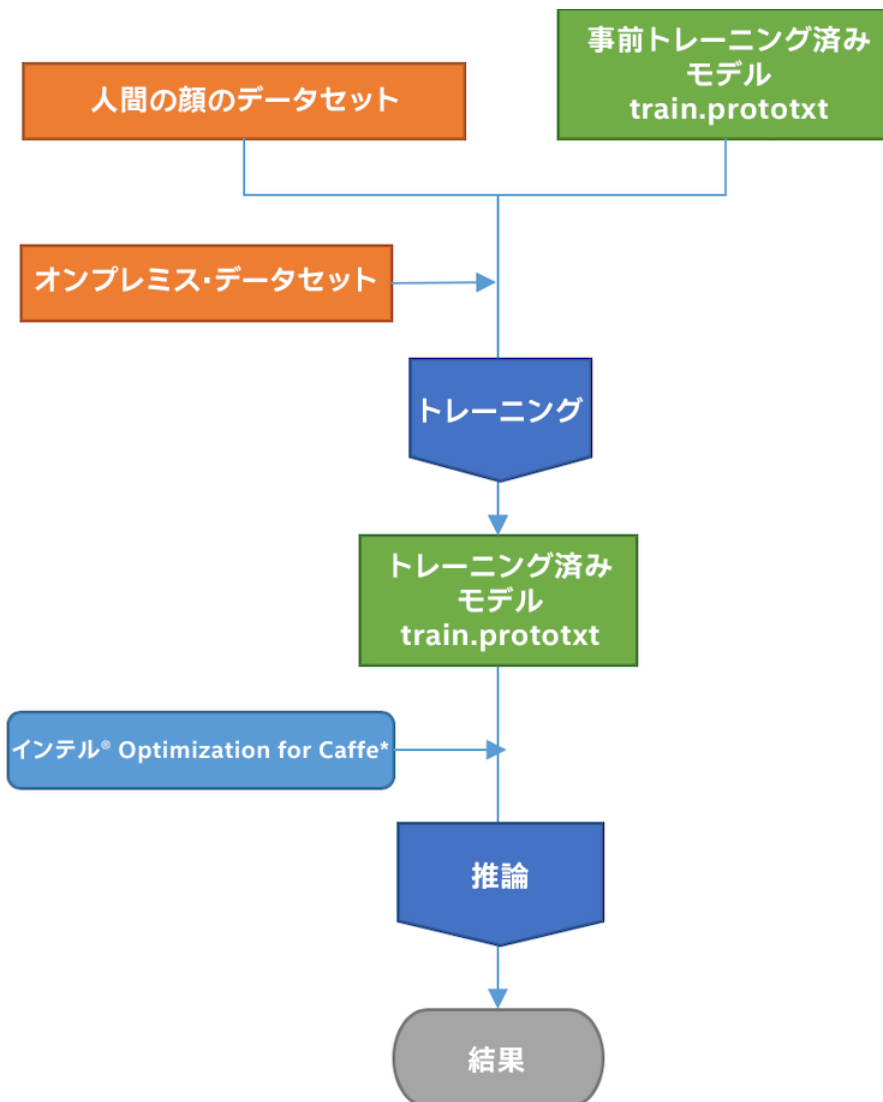 事前トレーニング済み
モデル
train.prototxt
人間の顔のデータセット
オンプレミス・データセット
トレーニング
トレーニング済み
モデル
train.prototxt
インテル® Optimization for Caffe*
推論
結果